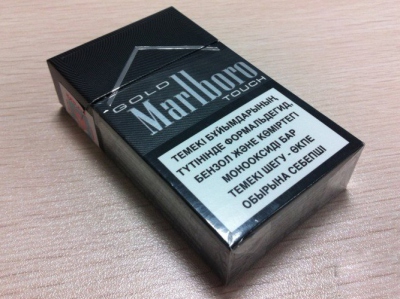 GOLD
Marlboro
TOUCH
ТЕМЕКІ БҰЙЫМДАРЫНЫҢ
ТҮТІНІНДЕ ФОРМАЛЬДЕГИД,
БЕНЗОЛ ЖӘНЕ КӨМІРТЕГІ
МОНООКСИДІ БАР
ТЕМЕКІ ШЕГУ - ӨКПЕ
ОБЫРЫНА СЕБЕПШІ